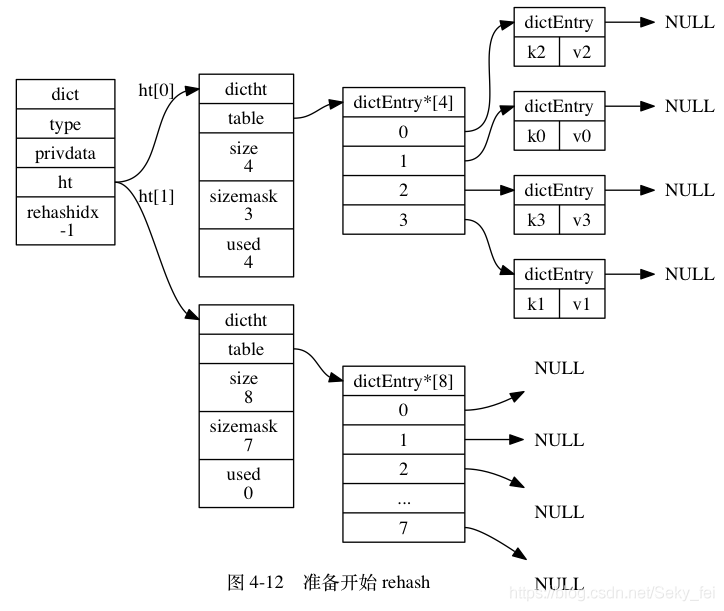 dict
type
privdata
ht
rehashidx
-1
ht[0]
ht[1]
dictht
table
size
4
sizemask
3
used
4
dictEntry*[4]
0
1
2
3
dictEntry
k2 v2
NULL
dictEntry
k0 v0
NULL
dictEntry
k3 v3
NULL
dictEntry
k1 v1
NULL
dictht
table
size
8
sizemask
7
used
0
dictEntry*[8]
0
1
2
...
7
NULL
NULL
NULL
NULL
图 4-12 准备开始 rehash
https://blog.csdn.net/Seky_fei